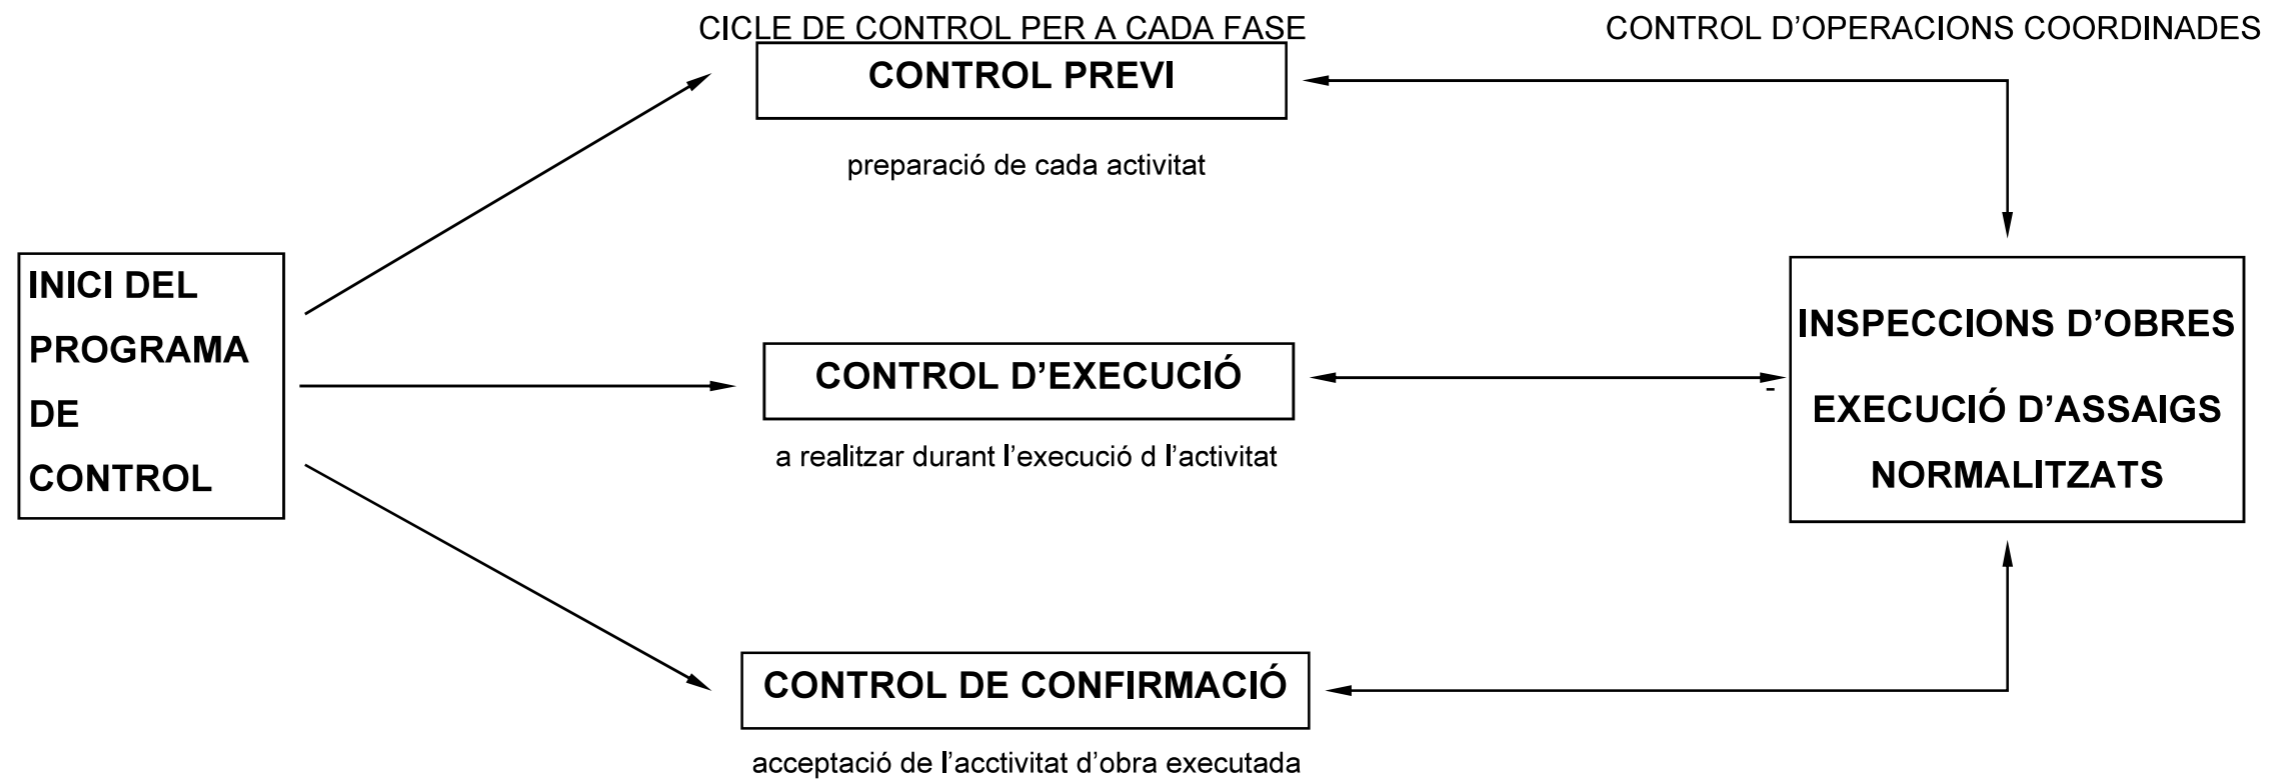 CICLE DE CONTROL PER A CADA FASE
CONTROL D’OPERACIONS COORDINADES
CONTROL PREVI
preparació de cada activitat
INICI DEL
PROGRAMA
DE
CONTROL
CONTROL D’EXECUCIÓ
a realitzar durant l’execució d l’activitat
INSPECCIONS D’OBRES
-
EXECUCIÓ D’ASSAIGS
NORMALITZATS
CONTROL DE CONFIRMACIÓ
acceptació de l’acctivitat d’obra executada